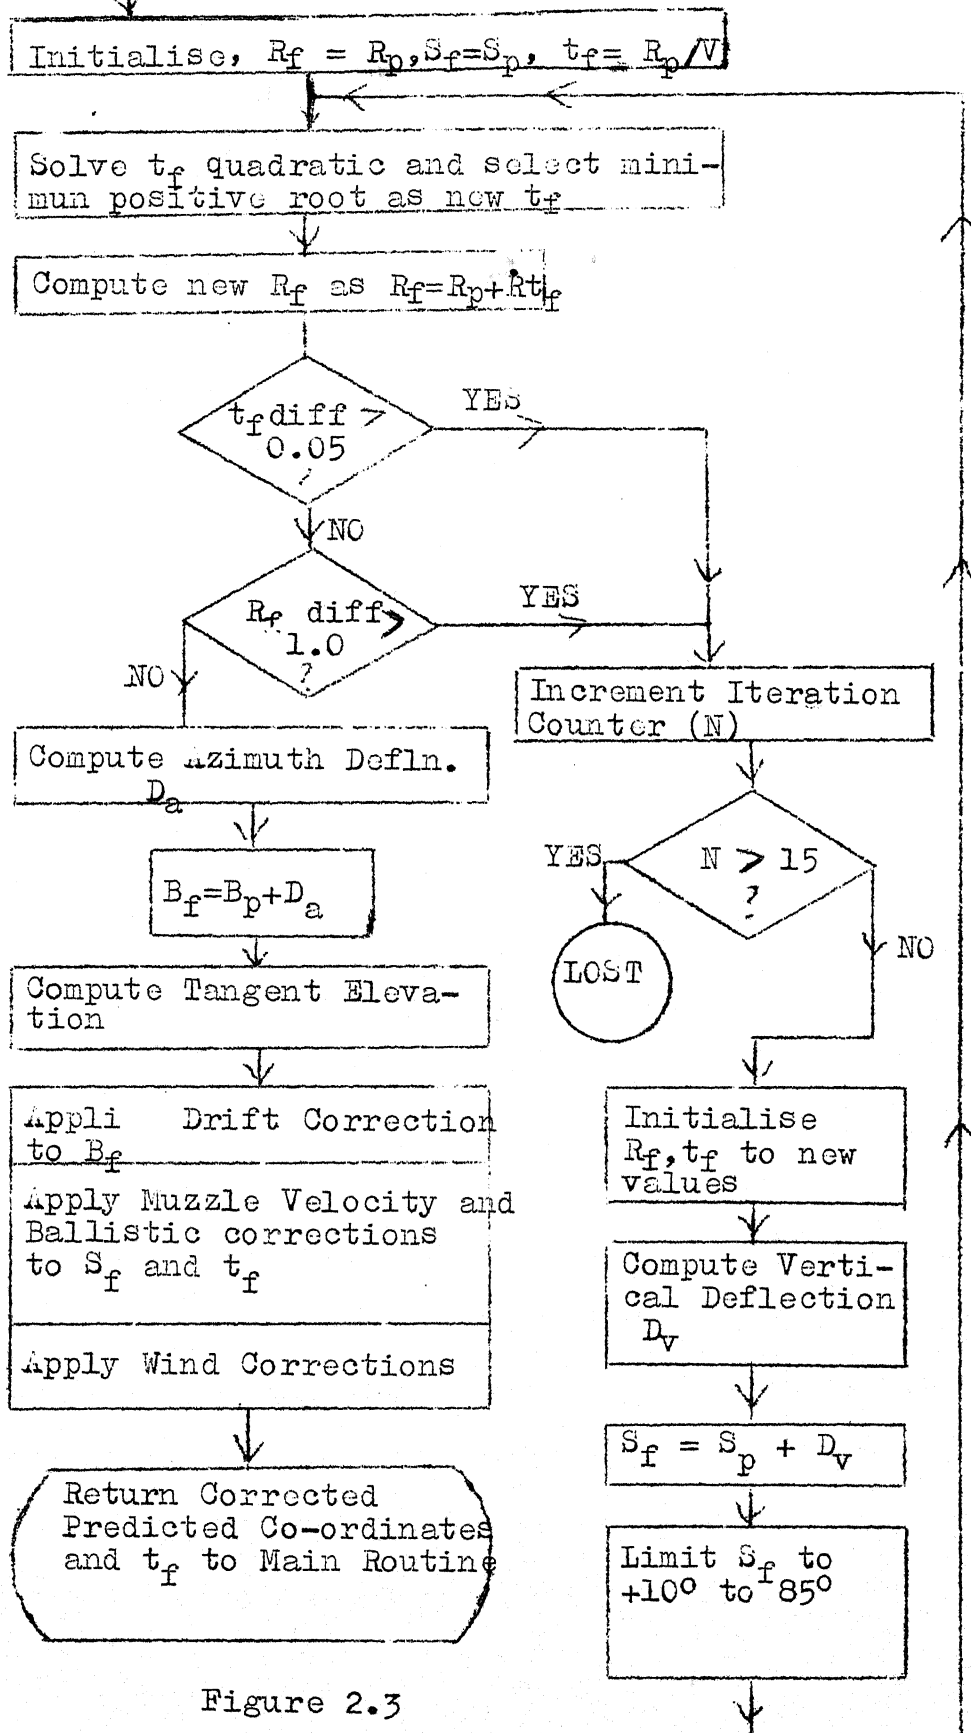 Initialise, Rf = Rp,Sf=Sp, tf= Rp/V
Solve tf quadratic and select mini-
mun positive root as new tf
Compute new Rf as Rf=Rp+Ṙtf
tfdiff >
0.05
?
YES
NO
Rf diff>
1.0
?
YES
NO
Compute Azimuth Defln.
Da
Bf=Bp+Da
Compute Tangent Eleva-
tion
Appli Drift Correction
to Bf
Apply Muzzle Velocity and
Ballistic corrections
to Sf and tf
Apply Wind Corrections
Return Corrected
Predicted Co-ordinates
and tf to Main Routine
Increment Iteration
Counter (N)
N > 15
?
YES
LOST
NO
Initialise
Rf,tf to new
values
Compute Verti-
cal Deflection
Dv
Sf = Sp + Dv
Limit Sf to
+10° to 85°
Figure 2.3